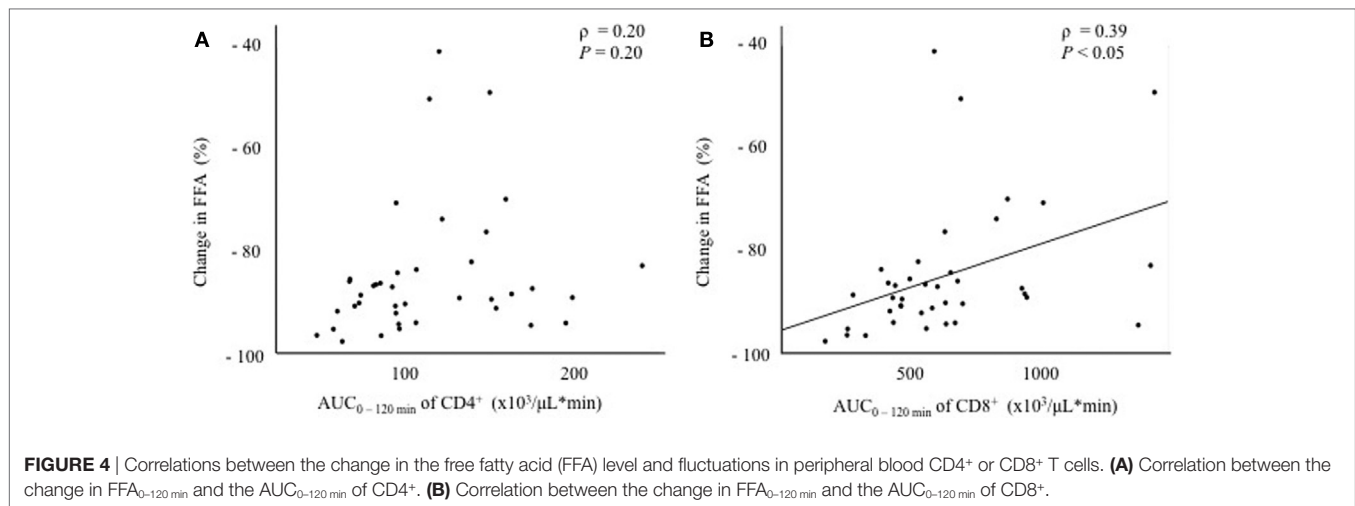 A
ρ = 0.20
P = 0.20
- 40
- 60
- 80
- 100
Change in FFA (%)
100 200
AUC0 – 120 min of CD4+ (x10³/μL*min)
B
ρ = 0.39
P < 0.05
- 40
- 60
- 80
- 100
Change in FFA (%)
500 1000
AUC0 – 120 min of CD8+ (x10³/μL*min)
FIGURE 4 | Correlations between the change in the free fatty acid (FFA) level and fluctuations in peripheral blood CD4+ or CD8+ T cells. (A) Correlation between the
change in FFA0–120 min and the AUC0–120 min of CD4+. (B) Correlation between the change in FFA0–120 min and the AUC0–120 min of CD8+.